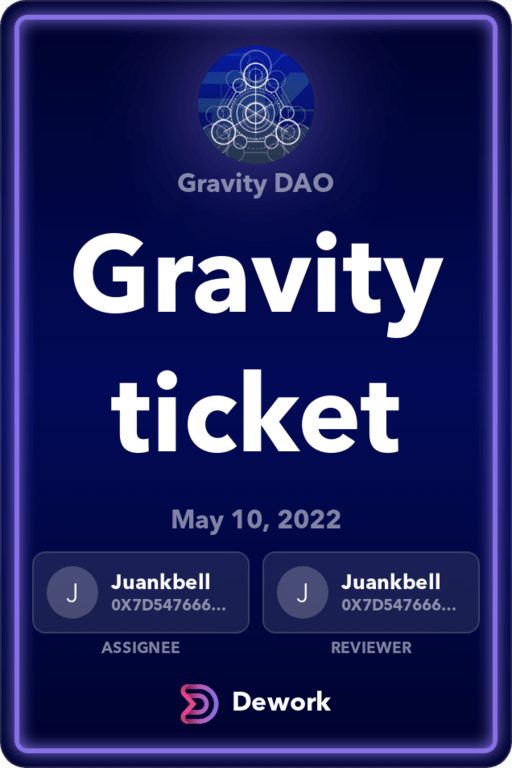 Gravity DAO
Gravity
ticket
May 10, 2022
J Juankbell
0X7D547666...
ASSIGNEE
J Juankbell
0X7D547666...
REVIEWER
Dework